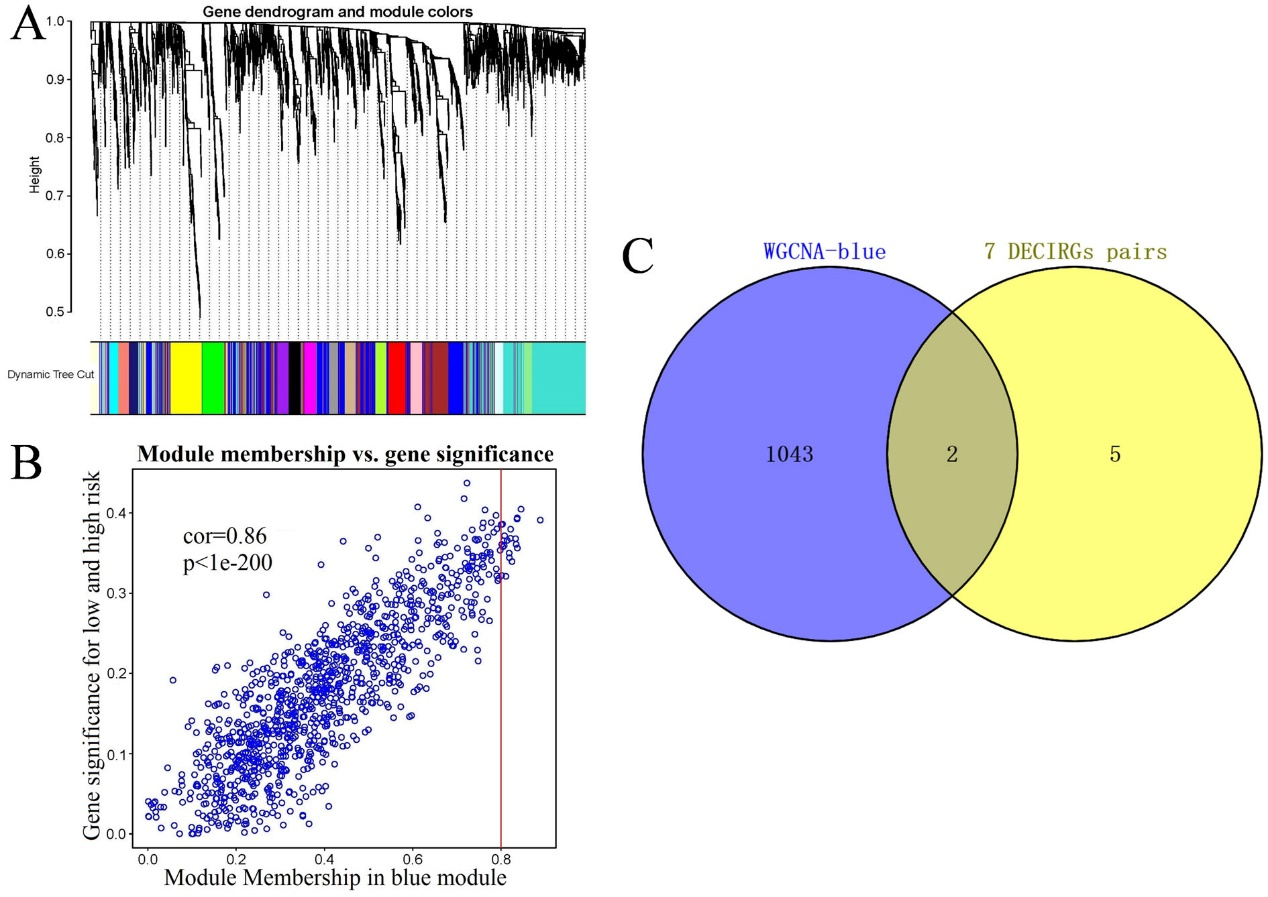 A
Gene dendrogram and module colors
1.0
0.9
0.8
0.7
0.6
0.5
Height
Dynamic Tree Cut
B
Module membership vs. gene significance
cor=0.86
p<1e-200
0.4
0.3
0.2
0.1
0.0
Gene significance for low and high risk
0.0 0.2 0.4 0.6 0.8
Module Membership in blue module
C
WGCNA-blue 7 DECIRGs pairs
1043 2 5